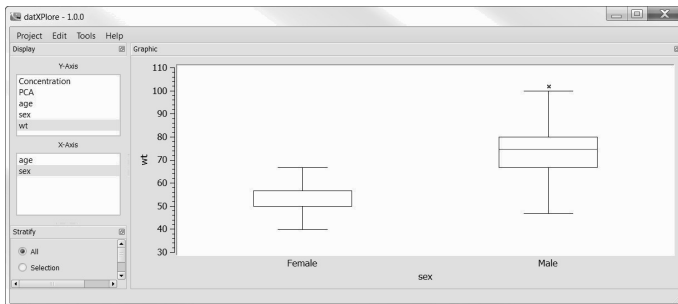 datXPlore - 1.0.0
Project Edit Tools Help
Display
Y-Axis
Concentration
PCA
age
sex
wt
X-Axis
age
sex
Stratify
All
Selection
Graphic
110
100
90
80
70
60
50
40
30
wt
Female
Male
sex